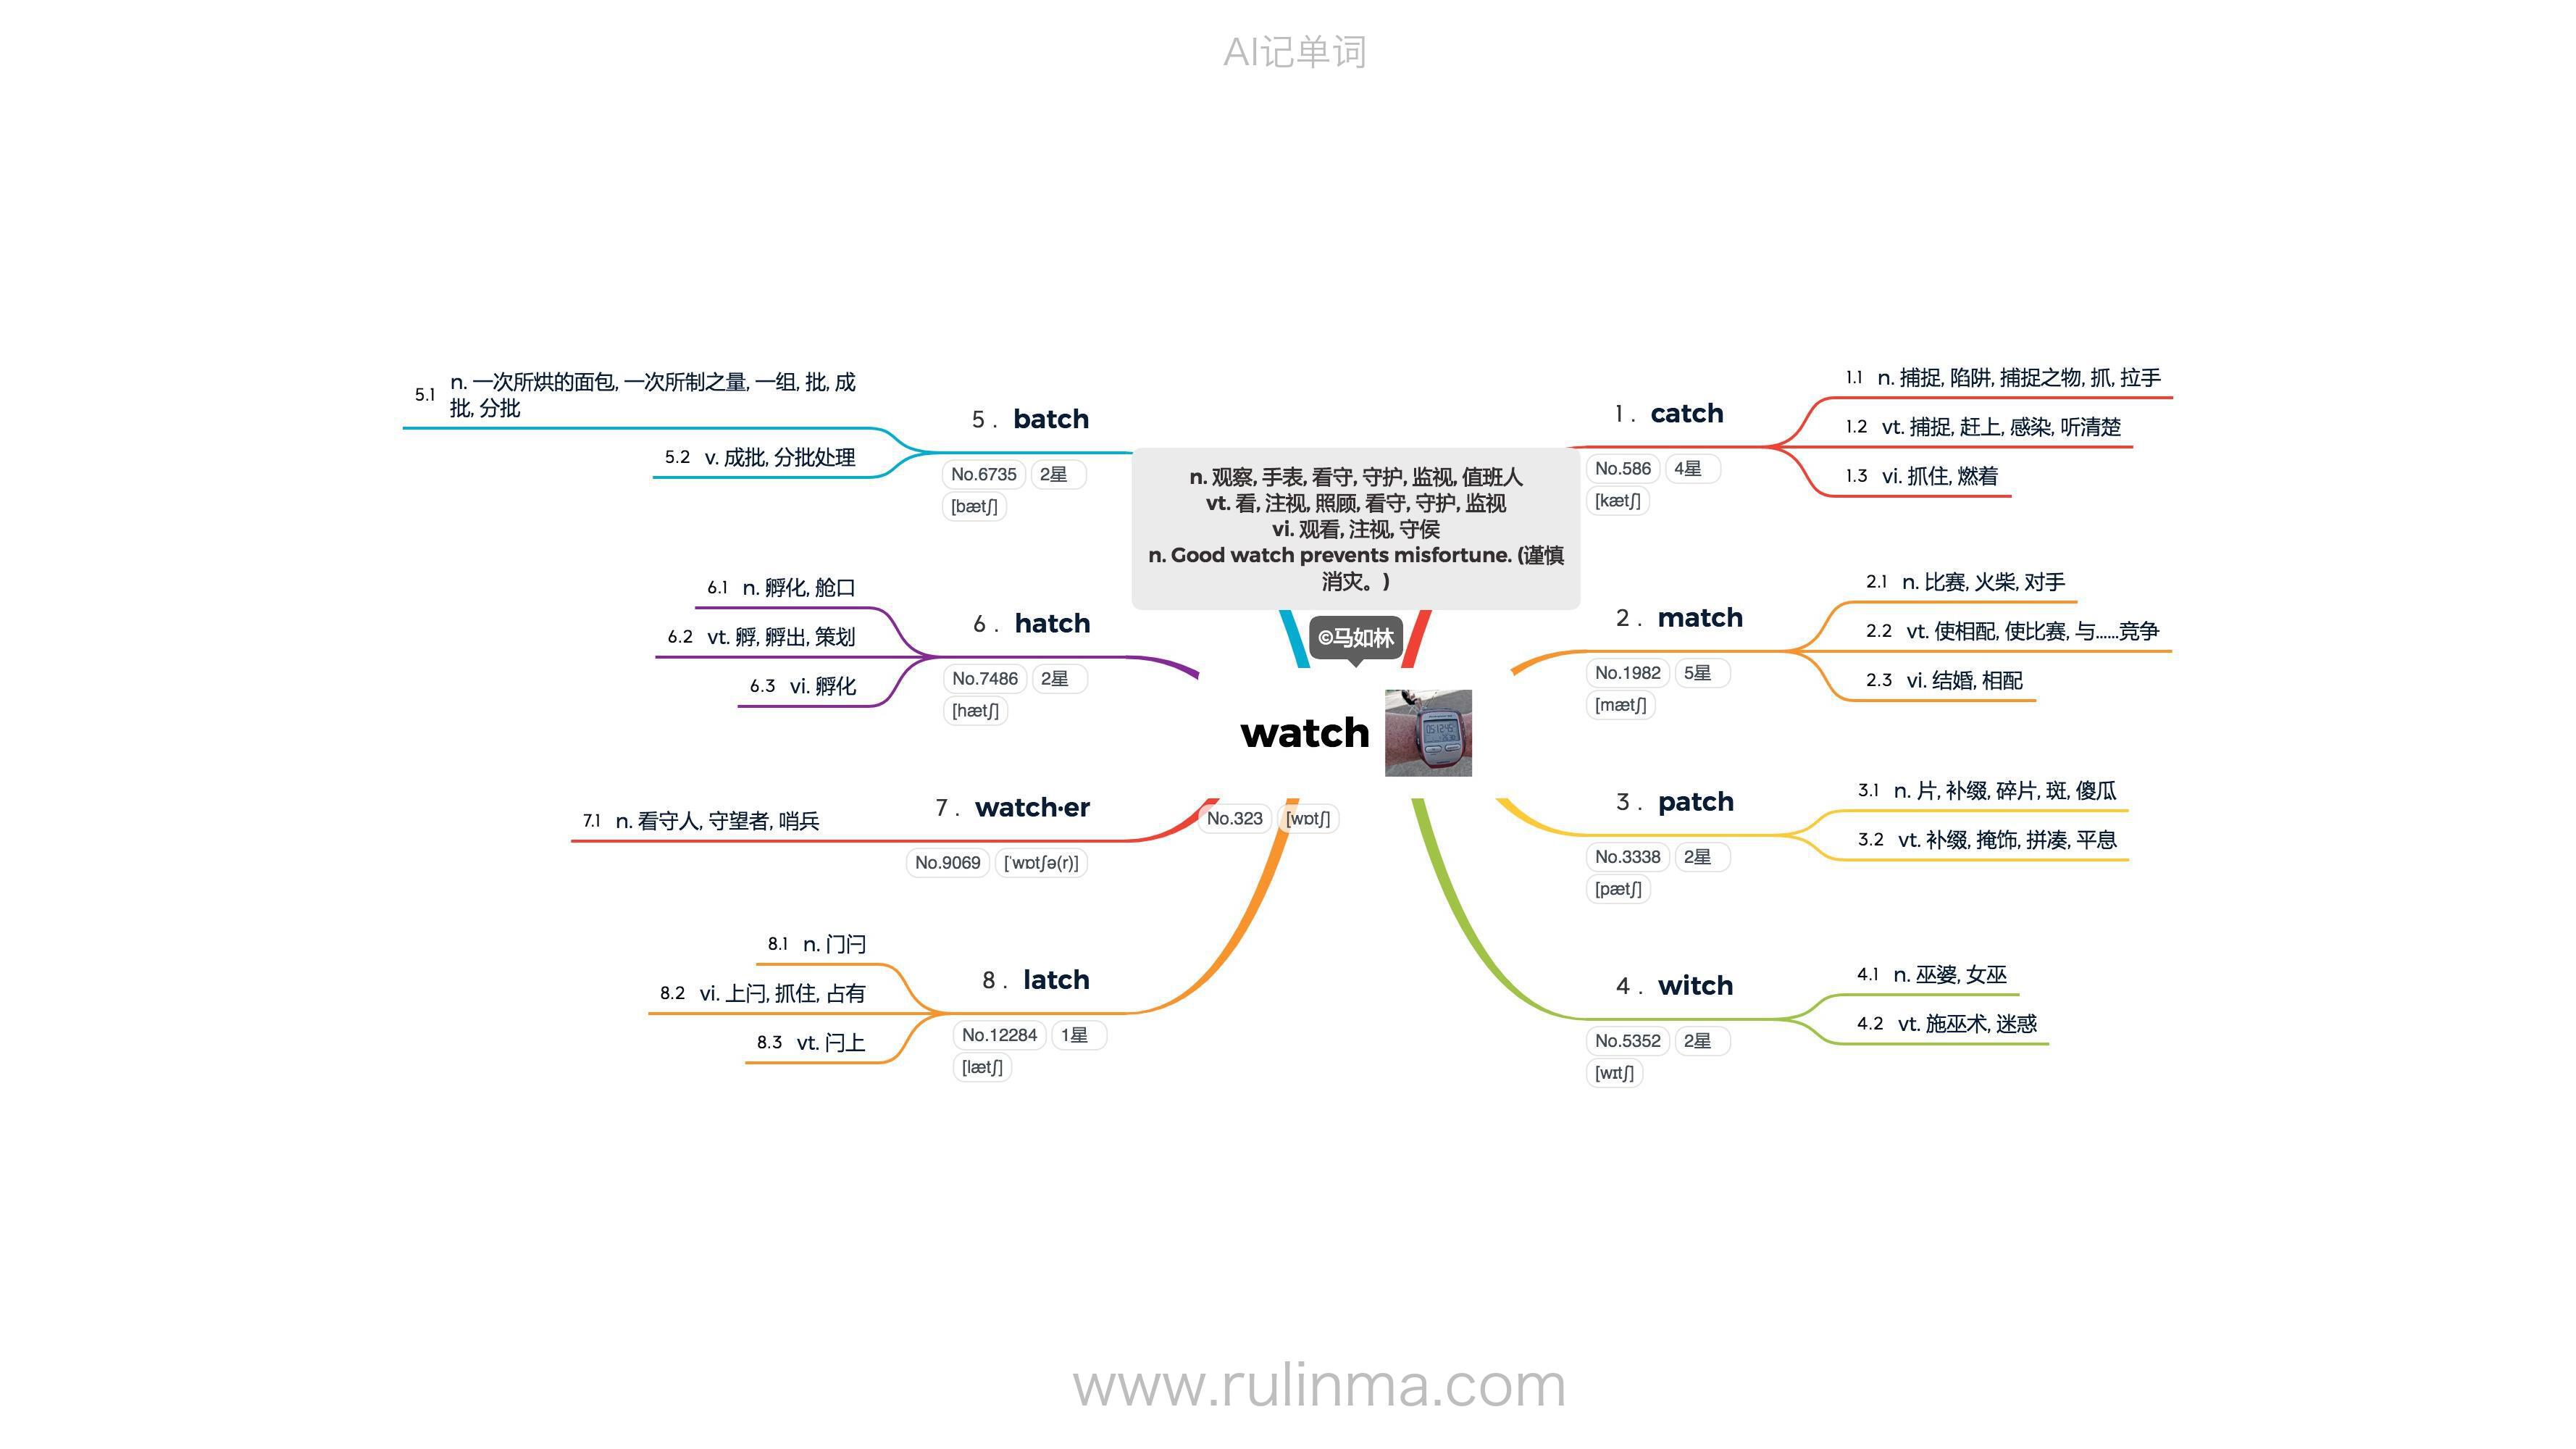 AI记单词
n. 观察, 手表, 看守, 守护, 监视, 值班人
vt. 看, 注视, 照顾, 看守, 守护, 监视
vi. 观看, 注视, 守侯
n. Good watch prevents misfortune. (谨慎
消灾。)
©马如林
watch
No.323 [wɒtʃ]
1. catch
No.586 4星
[kætʃ]
1.1 n. 捕捉, 陷阱, 捕捉之物, 抓, 拉手
1.2 vt. 捕捉, 赶上, 感染, 听清楚
1.3 vi. 抓住, 燃着
2. match
No.1982 5星
[mætʃ]
2.1 n. 比赛, 火柴, 对手
2.2 vt. 使相配, 使比赛, 与……竞争
2.3 vi. 结婚, 相配
3. patch
No.3338 2星
[pætʃ]
3.1 n. 片, 补缀, 碎片, 斑, 傻瓜
3.2 vt. 补缀, 掩饰, 拼凑, 平息
4. witch
No.5352 2星
[wɪtʃ]
4.1 n. 巫婆, 女巫
4.2 vt. 施巫术, 迷惑
5. batch
No.6735 2星
[bætʃ]
5.1 n. 一次所烘的面包, 一次所制之量, 一组, 批, 成
批, 分批
5.2 v. 成批, 分批处理
6. hatch
No.7486 2星
[hætʃ]
6.1 n. 孵化, 舱口
6.2 vt. 孵, 孵出, 策划
6.3 vi. 孵化
7. watch·er
No.9069 ['wɒtʃə(r)]
7.1 n. 看守人, 守望者, 哨兵
8. latch
No.12284 1星
[lætʃ]
8.1 n. 门闩
8.2 vi. 上闩, 抓住, 占有
8.3 vt. 闩上
www.rulinma.com